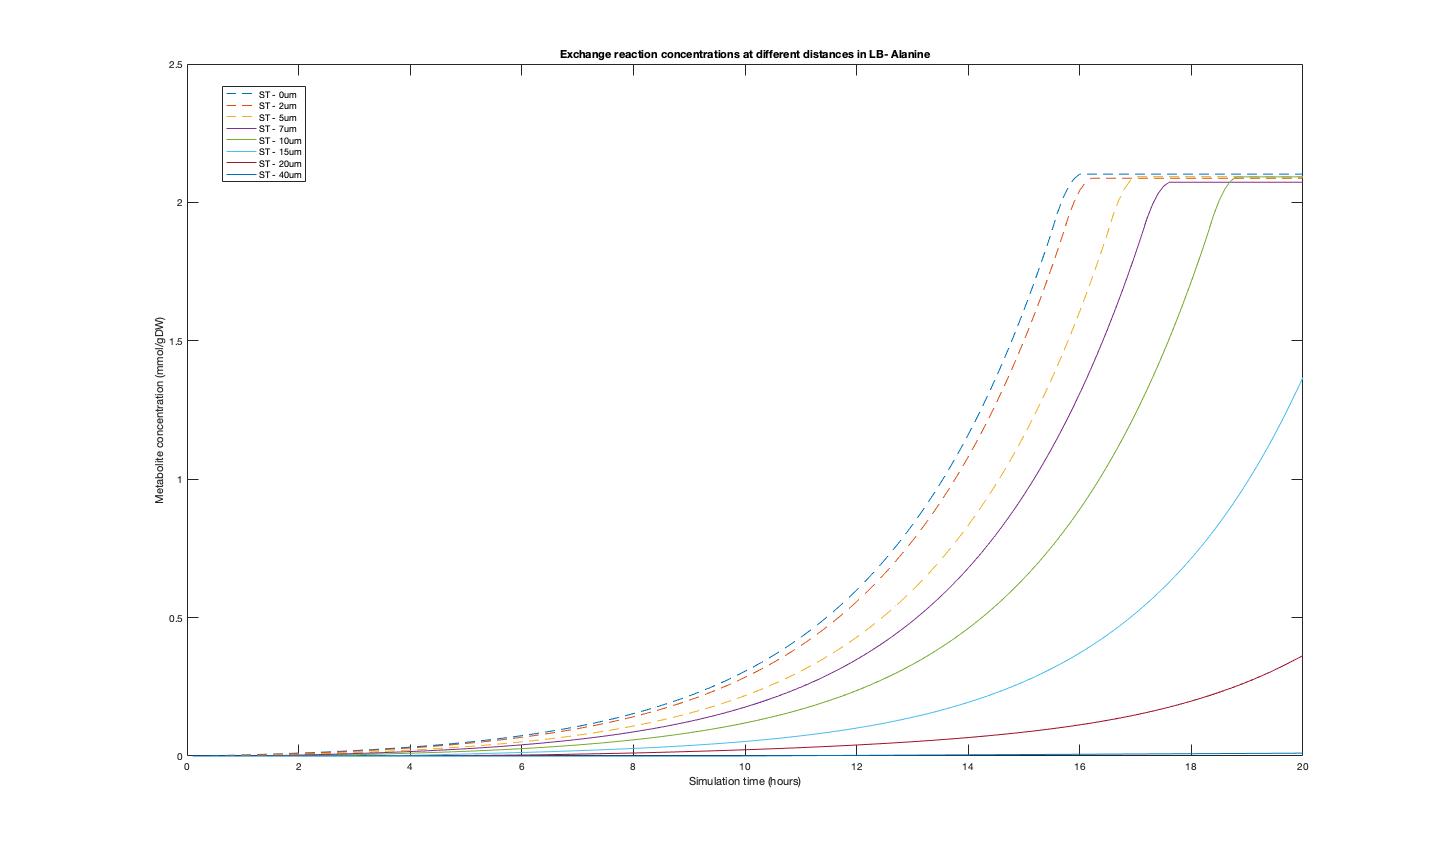 Exchange reaction concentrations at different distances in LB- Alanine
2.5
2
1.5
1
0.5
0
Metabolite concentration (mmol/gDW)
ST - 0um
ST - 2um
ST - 5um
ST - 7um
ST - 10um
ST - 15um
ST - 20um
ST - 40um
0 2 4 6 8 10 12 14 16 18 20
Simulation time (hours)